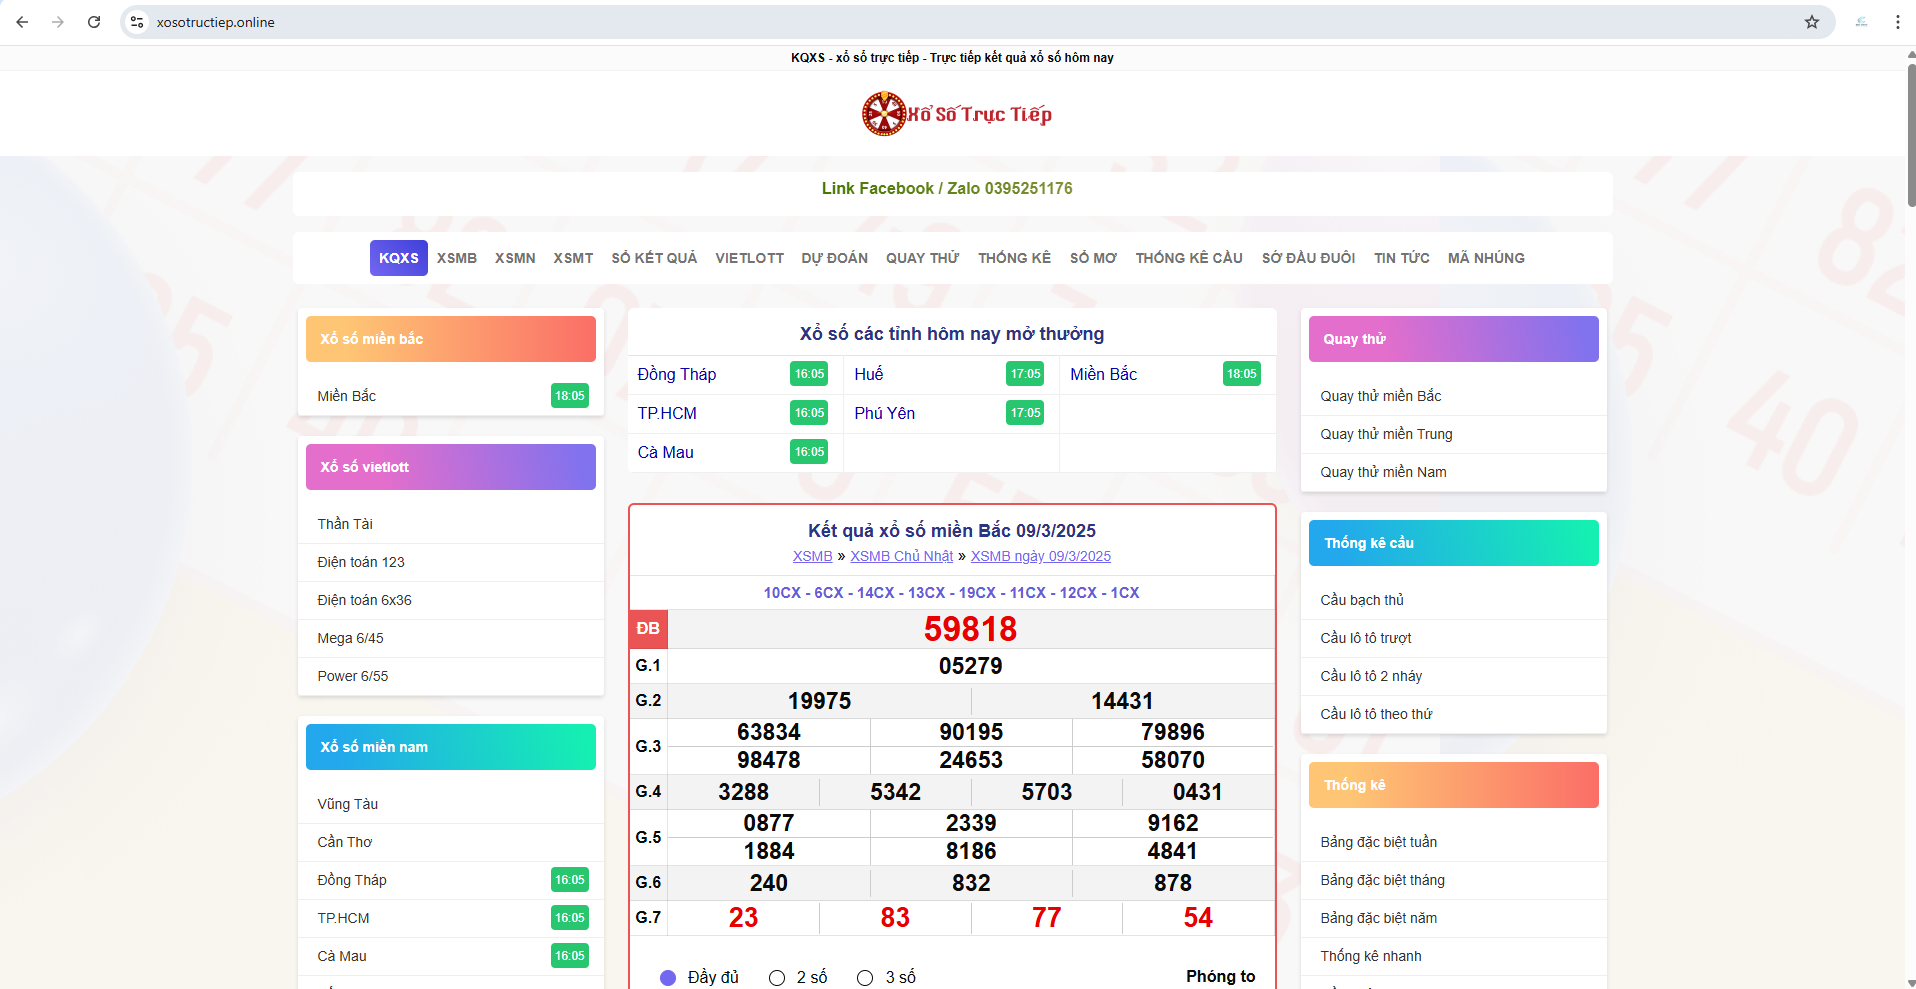 xosotructiep.online
KQXS - xổ số trực tiếp - Trực tiếp kết quả xổ số hôm nay
Xổ Số Trực Tiếp
Link Facebook / Zalo 0395251176
KQXS XSMB XSMN XSMT SỔ KẾT QUẢ VIETLOTT DỰ ĐOÁN QUAY THỬ THỐNG KÊ SỔ MƠ THỐNG KÊ CẦU SỚ ĐẦU ĐUÔI TIN TỨC MÃ NHÚNG
Xổ số miền bắc
Miền Bắc 18:05
Xổ số vietlott
Thần Tài
Điện toán 123
Điện toán 6x36
Mega 6/45
Power 6/55
Xổ số miền nam
Vũng Tàu
Cần Thơ
Đồng Tháp 16:05
TP.HCM 16:05
Cà Mau 16:05
Xổ số các tỉnh hôm nay mở thưởng
Đồng Tháp 16:05 Huế 17:05 Miền Bắc 18:05
TP.HCM 16:05 Phú Yên 17:05
Cà Mau 16:05
Kết quả xổ số miền Bắc 09/3/2025
XSMB » XSMB Chủ Nhật » XSMB ngày 09/3/2025
10CX - 6CX - 14CX - 13CX - 19CX - 11CX - 12CX - 1CX
ĐB 59818
G.1 05279
G.2 19975 14431
G.3 63834 90195 79896
98478 24653 58070
G.4 3288 5342 5703 0431
G.5 0877 2339 9162
1884 8186 4841
G.6 240 832 878
G.7 23 83 77 54
Đầy đủ 2 số 3 số Phóng to
Quay thử
Quay thử miền Bắc
Quay thử miền Trung
Quay thử miền Nam
Thống kê cầu
Cầu bạch thủ
Cầu lô tô trượt
Cầu lô tô 2 nháy
Cầu lô tô theo thứ
Thống kê
Bảng đặc biệt tuần
Bảng đặc biệt tháng
Bảng đặc biệt năm
Thống kê nhanh